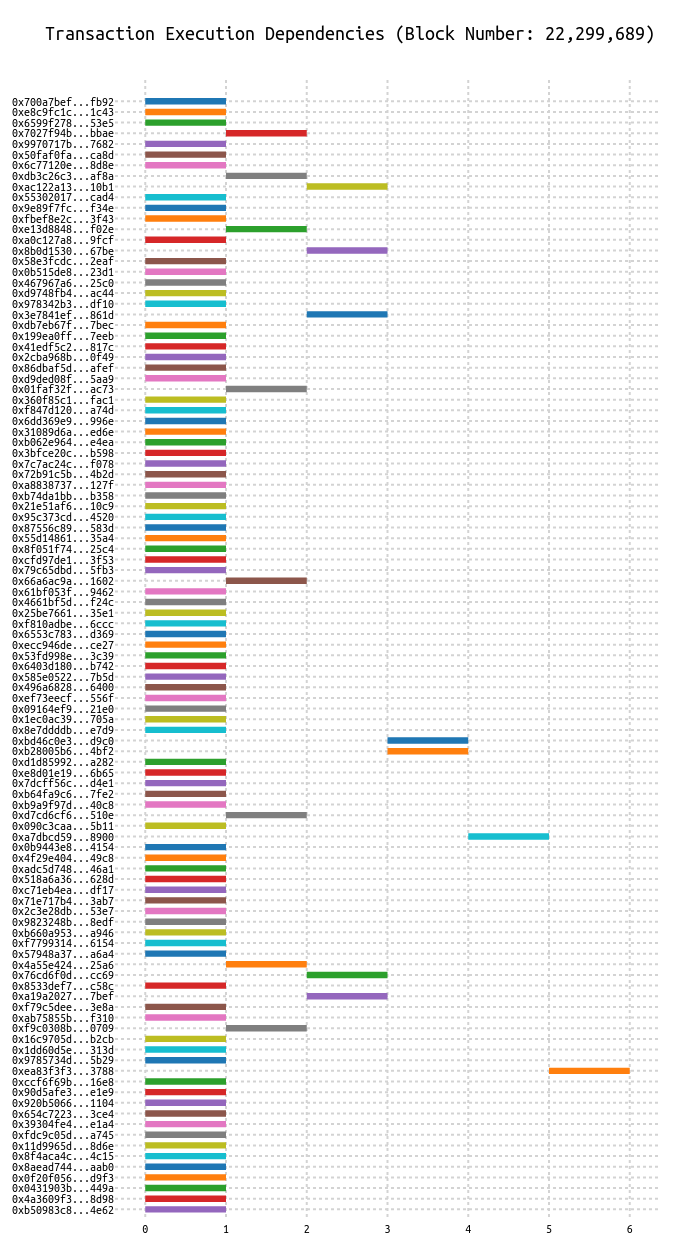 Transaction Execution Dependencies (Block Number: 22,299,689)
0x700a7bef...fb92
0xe8c9fc1c...1c43
0x6599f278...53e5
0x7027f94b...bbae
0x9970717b...7682
0x50faf0fa...ca8d
0x6c77120e...8d8e
0xdb3c26c3...af8a
0xac122a13...10b1
0x55302017...cad4
0x9e89f7fc...f34e
0xfbef8e2c...3f43
0xe13d8848...f02e
0xa0c127a8...9fcf
0x8b0d1530...67be
0x58e3fcdc...2eaf
0x0b515de8...23d1
0x467967a6...25c0
0xd9748fb4...ac44
0x978342b3...df10
0x3e7841ef...861d
0xdb7eb67f...7bec
0x199ea0ff...7eeb
0x41edf5c2...817c
0x2cba968b...0f49
0x86dbaf5d...afef
0xd9ded08f...5aa9
0x01faf32f...ac73
0x360f85c1...fac1
0xf847d120...a74d
0x6dd369e9...996e
0x31089d6a...ed6e
0xb062e964...e4ea
0x3bfce20c...b598
0x7c7ac24c...f078
0x72b91c5b...4b2d
0xa8838737...127f
0xb74da1bb...b358
0x21e51af6...10c9
0x95c373cd...4520
0x87556c89...583d
0x55d14861...35a4
0x8f051f74...25c4
0xcfd97de1...3f53
0x79c65dbd...5fb3
0x66a6ac9a...1602
0x61bf053f...9462
0x4661bf5d...f24c
0x25be7661...35e1
0xf810adbe...6ccc
0x6553c783...d369
0xecc946de...ce27
0x53fd998e...3c39
0x6403d180...b742
0x585e0522...7b5d
0x496a6828...6400
0xef73eecf...556f
0x09164ef9...21e0
0x1ec0ac39...705a
0x8e7ddddb...e7d9
0xbd46c0e3...d9c0
0xb28005b6...4bf2
0xd1d85992...a282
0xe8d01e19...6b65
0x7dcff56c...d4e1
0xb64fa9c6...7fe2
0xb9a9f97d...40c8
0xd7cd6cf6...510e
0x090c3caa...5b11
0xa7dbcd59...8900
0x0b9443e8...4154
0x4f29e404...49c8
0xadc5d748...46a1
0x518a6a36...628d
0xc71eb4ea...df17
0x71e717b4...3ab7
0x2c3e28db...53e7
0x9823248b...8edf
0xb660a953...a946
0xf7799314...6154
0x57948a37...a6a4
0x4a55e424...25a6
0x76cd6f0d...cc69
0x8533def7...c58c
0xa19a2027...7bef
0xf79c5dee...3e8a
0xab75855b...f310
0xf9c0308b...0709
0x16c9705d...b2cb
0x1dd60d5e...313d
0x9785734d...5b29
0xea83f3f3...3788
0xccf6f69b...16e8
0x90d5afe3...e1e9
0x920b5066...1104
0x654c7223...3ce4
0x39304fe4...e1a4
0xfdc9c05d...a745
0x11d9965d...8d6e
0x8f4aca4c...4c15
0x8aead744...aab0
0x0f20f056...d9f3
0x0431903b...449a
0x4a3609f3...8d98
0xb50983c8...4e62
0 1 2 3 4 5 6